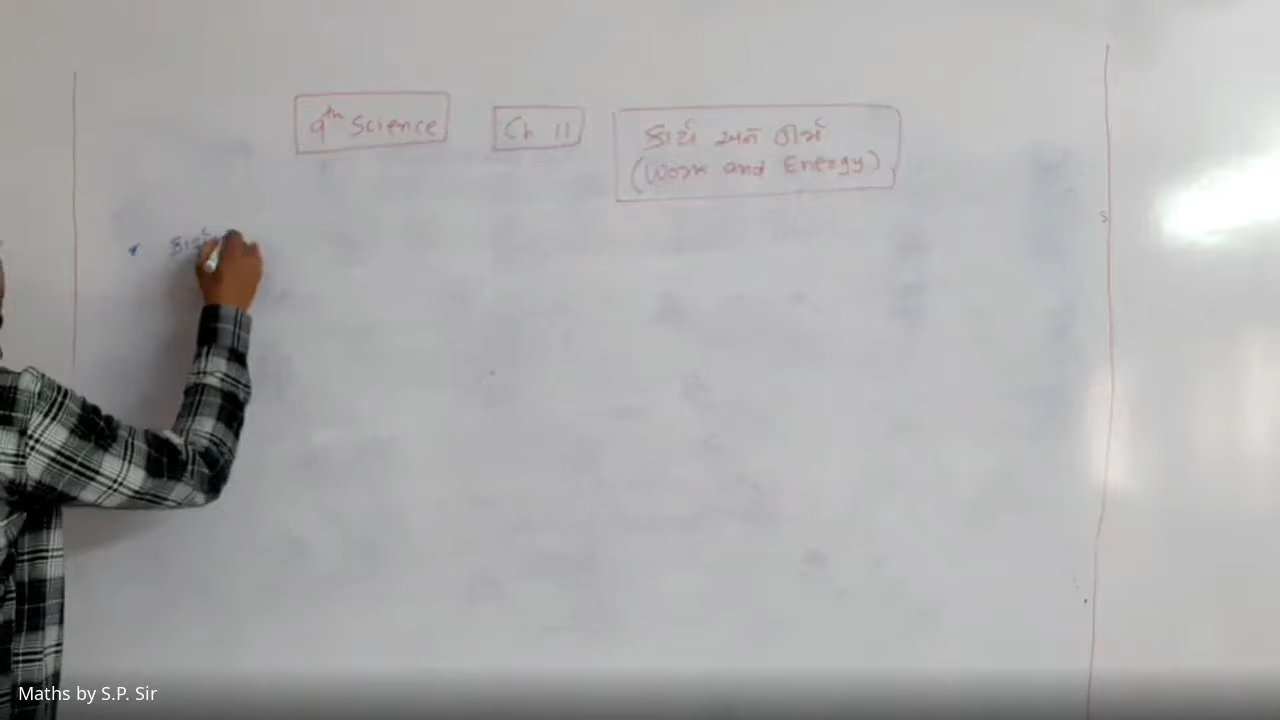 9th Science
Ch 11
કાર્ય અને ઊર્જા
(Work and Energy)
* કાર્ય
Maths by S.P. Sir